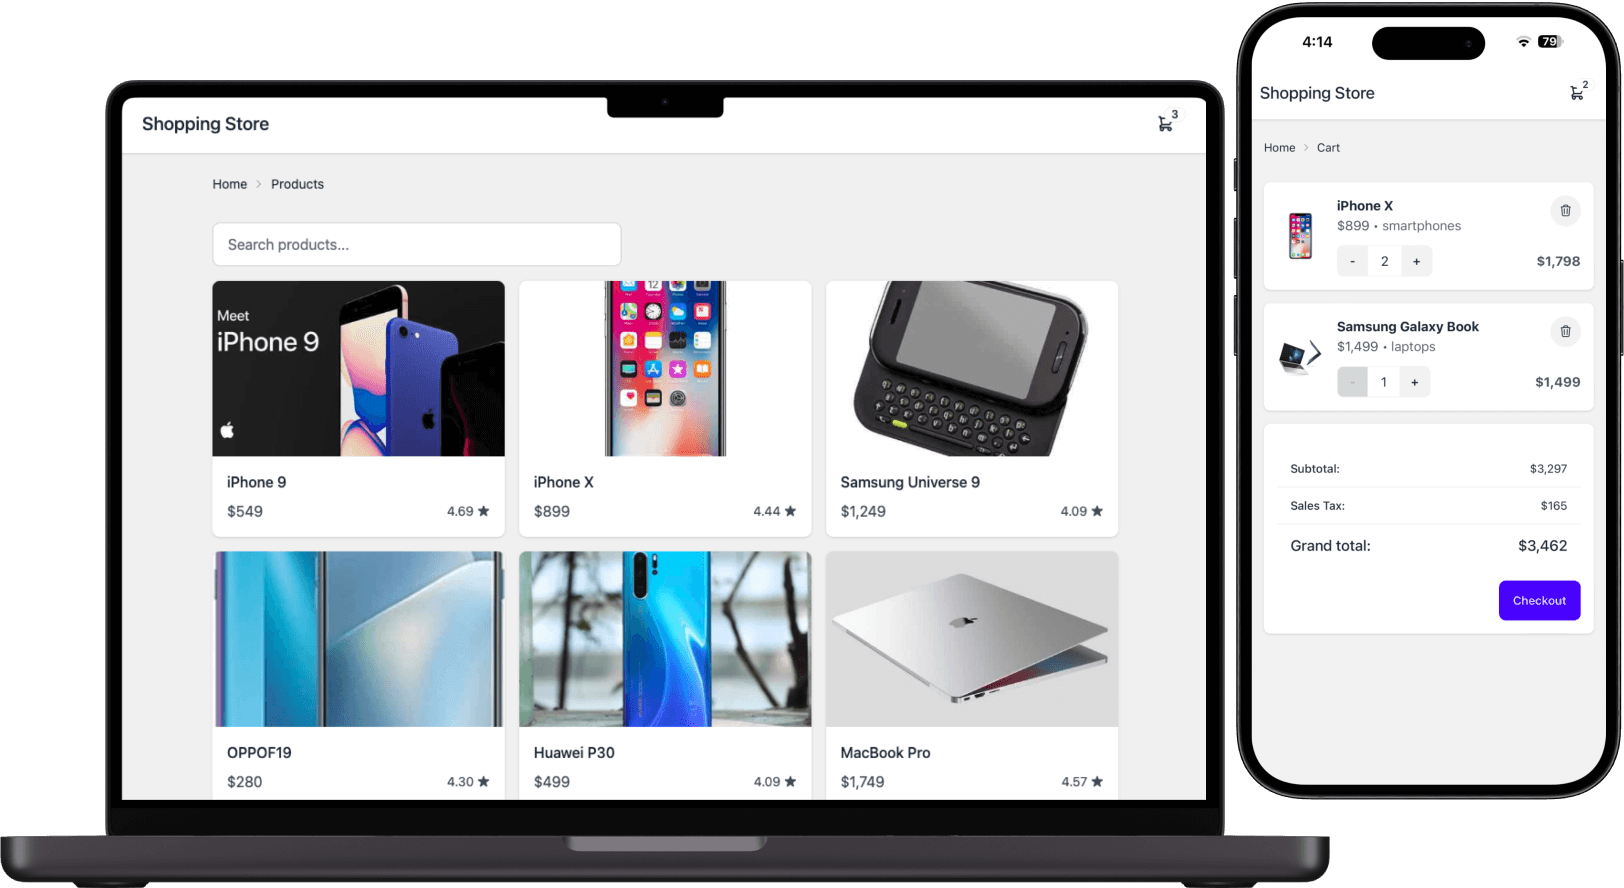 Shopping Store
3
Home > Products
Search products...
Meet
iPhone 9
iPhone 9
$549
4.69 ★
iPhone X
$899
4.44 ★
Samsung Universe 9
$1,249
4.09 ★
OPPOF19
$280
4.30 ★
Huawei P30
$499
4.09 ★
MacBook Pro
$1,749
4.57 ★
4:14
79
Shopping Store
2
Home > Cart
iPhone X
$899 • smartphones
- 2 +
$1,798
Samsung Galaxy Book
$1,499 • laptops
- 1 +
$1,499
Subtotal:
$3,297
Sales Tax:
$165
Grand total:
$3,462
Checkout